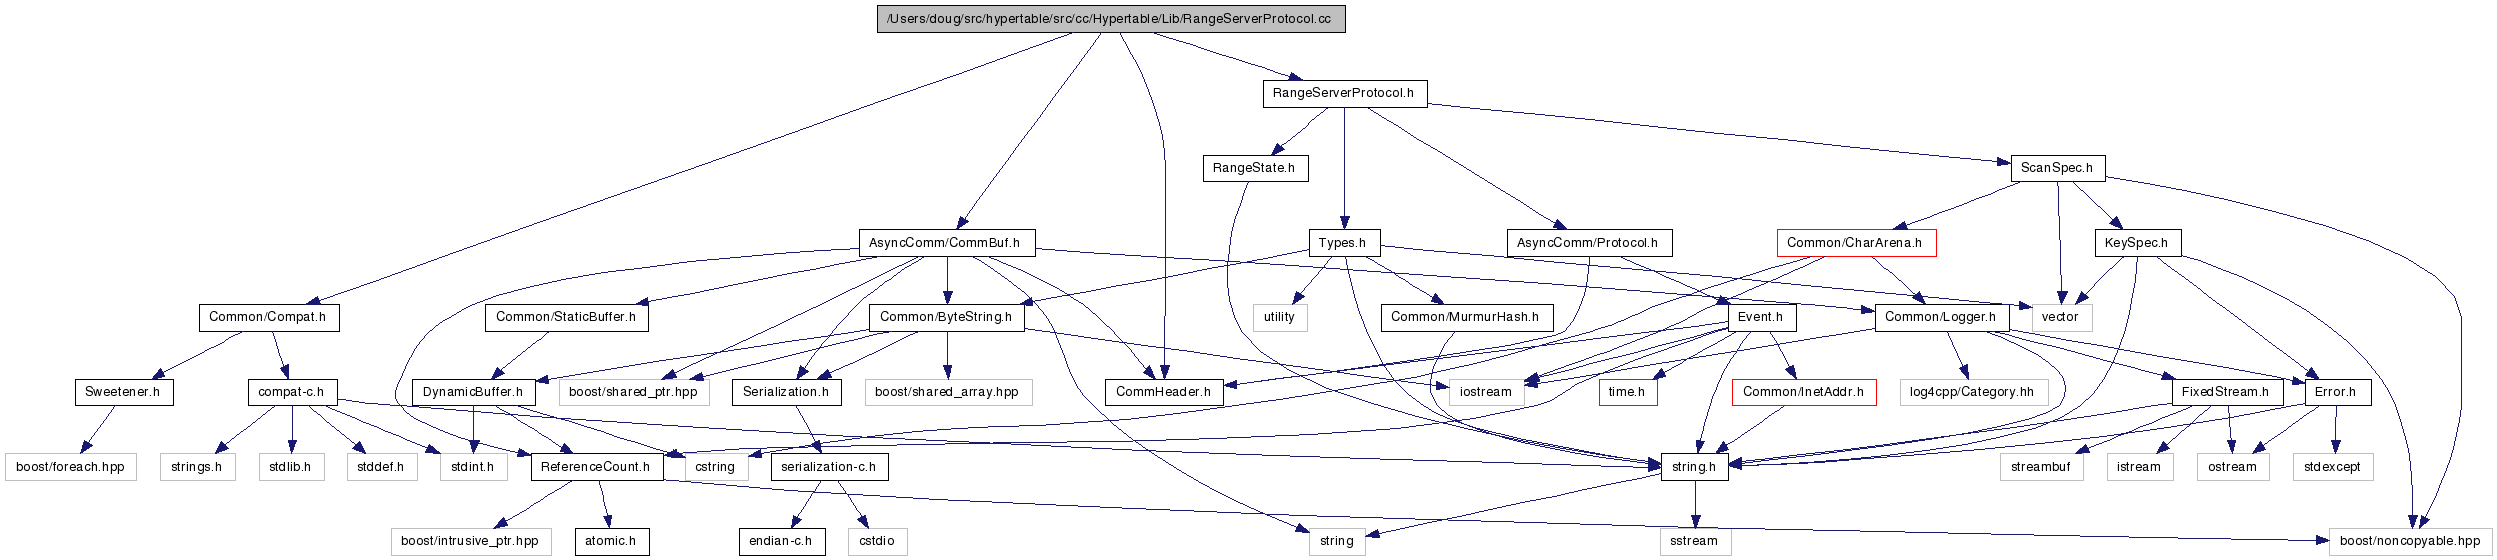 /Users/doug/src/hypertable/src/cc/Hypertable/Lib/RangeServerProtocol.cc
RangeServerProtocol.h
RangeState.h
ScanSpec.h
AsyncComm/CommBuf.h
Types.h
AsyncComm/Protocol.h
Common/CharArena.h
KeySpec.h
Common/Compat.h
Common/StaticBuffer.h
Common/ByteString.h
utility
Common/MurmurHash.h
Event.h
Common/Logger.h
vector
Sweetener.h
compat-c.h
DynamicBuffer.h
boost/shared_ptr.hpp
Serialization.h
boost/shared_array.hpp
CommHeader.h
iostream
time.h
Common/InetAddr.h
log4cpp/Category.hh
FixedStream.h
Error.h
boost/foreach.hpp
strings.h
stdlib.h
stddef.h
stdint.h
ReferenceCount.h
cstring
serialization-c.h
string.h
streambuf
istream
ostream
stdexcept
boost/intrusive_ptr.hpp
atomic.h
endian-c.h
cstdio
string
sstream
boost/noncopyable.hpp